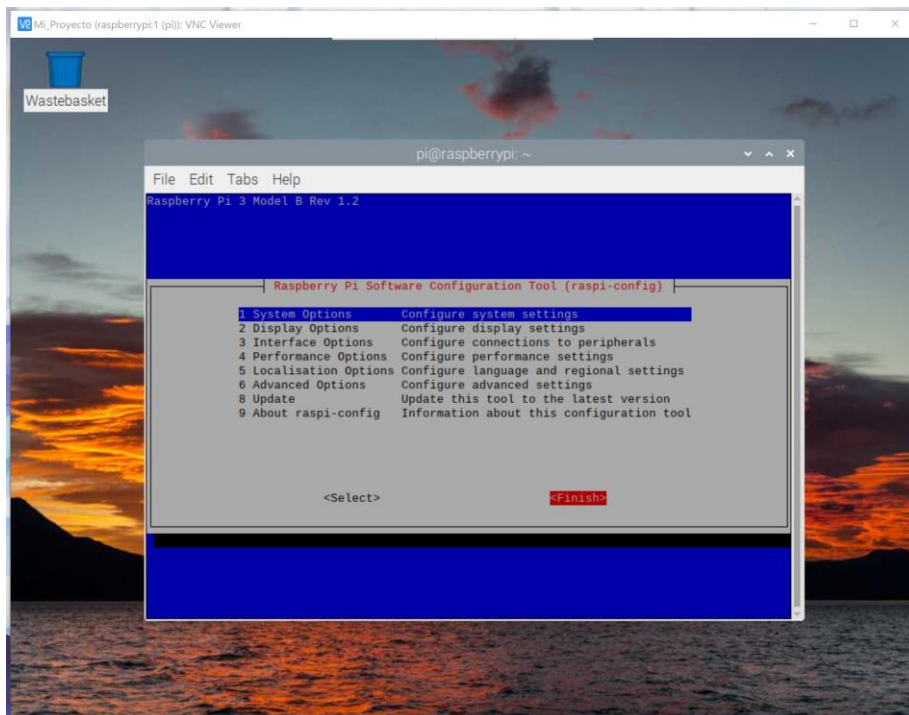 Mi_Proyecto (raspberrypi:1 (pi)): VNC Viewer
Wastebasket
pi@raspberrypi: ~
File Edit Tabs Help
Raspberry Pi 3 Model B Rev 1.2
Raspberry Pi Software Configuration Tool (raspi-config)
1 System Options Configure system settings
2 Display Options Configure display settings
3 Interface Options Configure connections to peripherals
4 Performance Options Configure performance settings
5 Localisation Options Configure language and regional settings
6 Advanced Options Configure advanced settings
8 Update Update this tool to the latest version
9 About raspi-config Information about this configuration tool
<Select> <Finish>